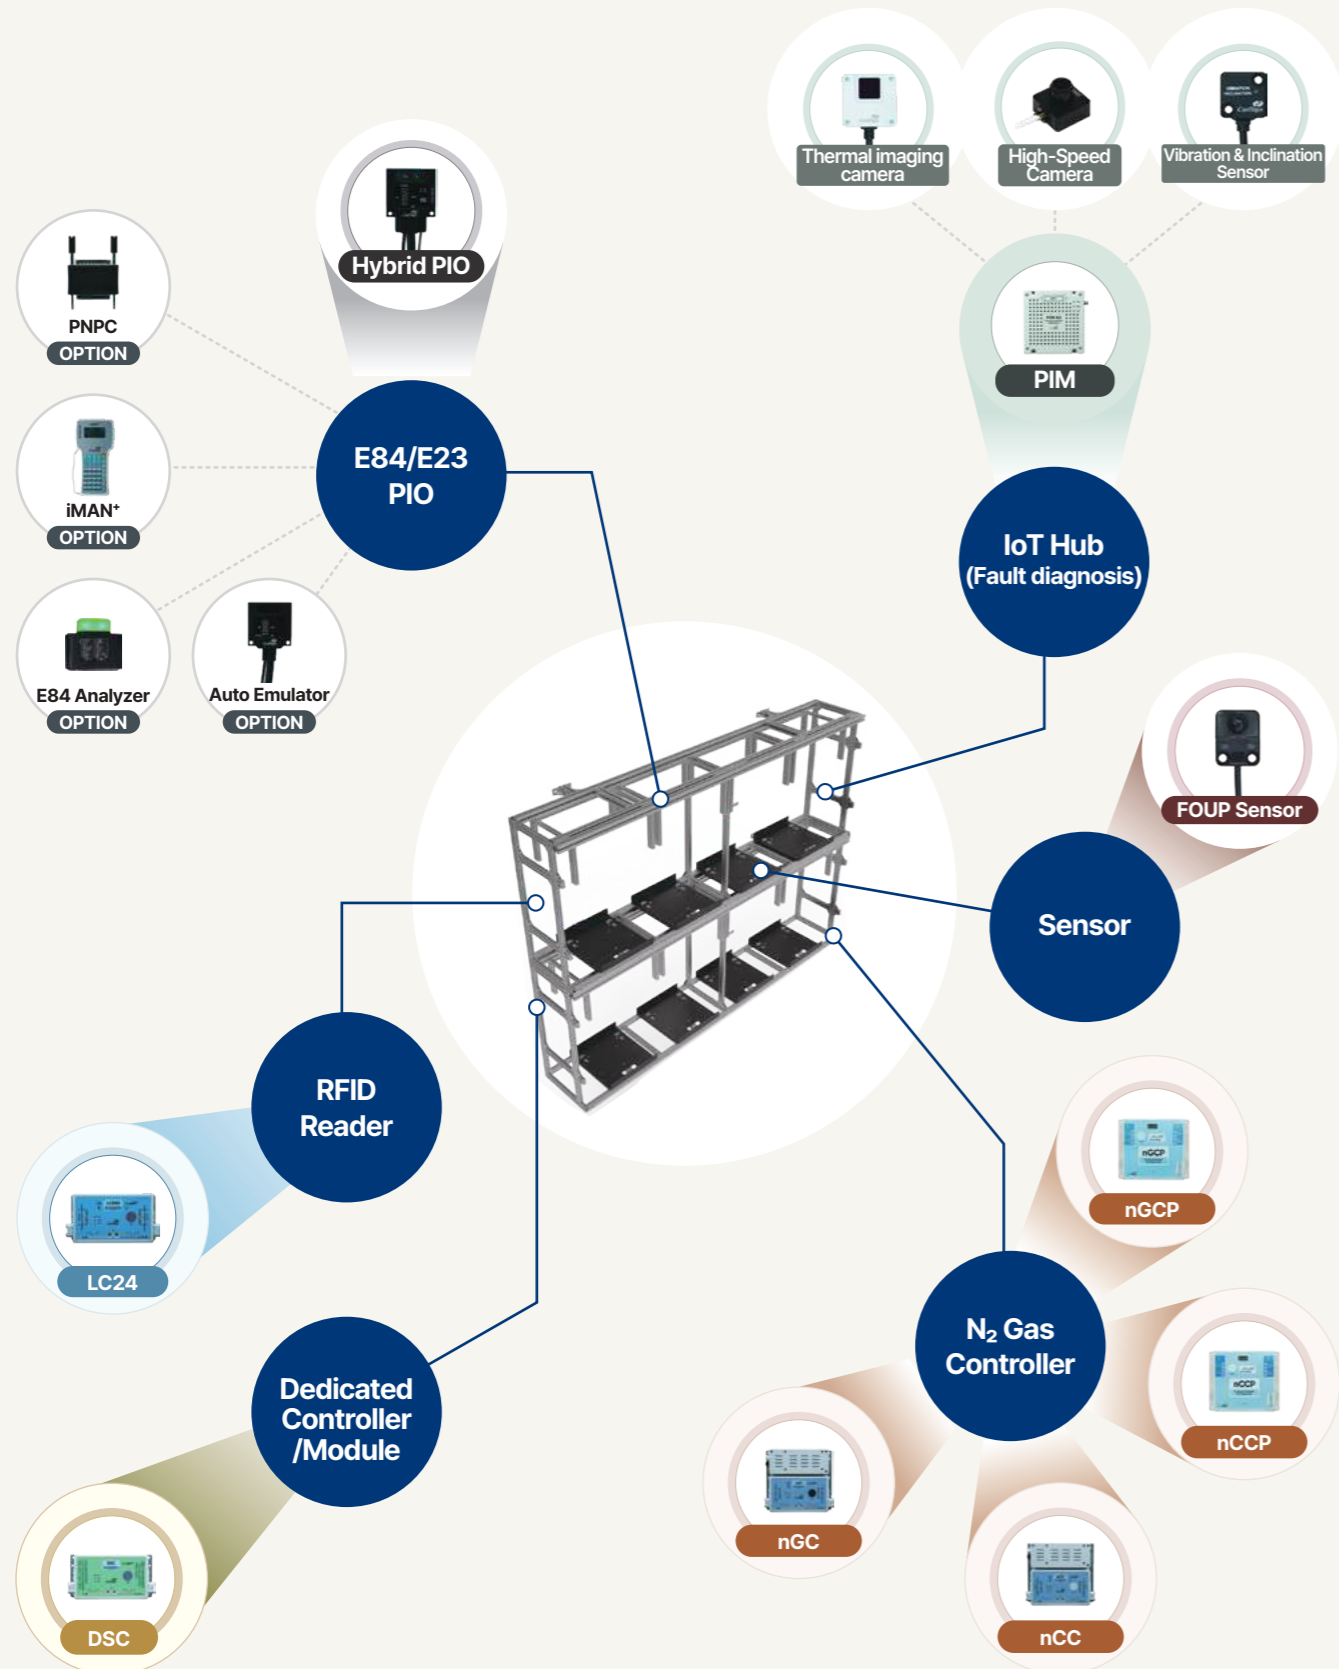 Thermal imaging
camera
High-Speed
Camera
Vibration & Inclination
Sensor
Hybrid PIO
PNPC
OPTION
PIM
E84/E23
PIO
iMAN⁺
OPTION
IoT Hub
(Fault diagnosis)
E84 Analyzer
OPTION
Auto Emulator
OPTION
FOUP Sensor
Sensor
RFID
Reader
nGCP
nGCP
LC24
N₂ Gas
Controller
nCCP
nCCP
Dedicated
Controller
/Module
nGC
nCC
DSC